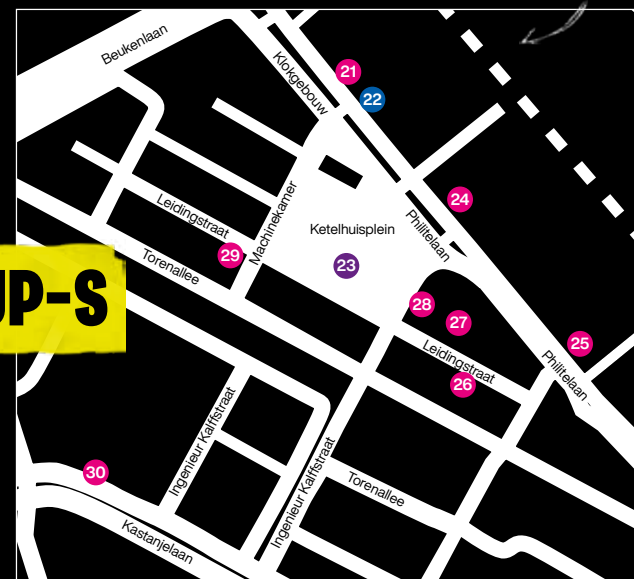 Beukenlaan
Klokgebouw
21
22
24
Leidingstraat
Machinekamer
Ketelhuisplein
Philitelaan
29
23
Torenallee
UP-S
28
27
25
Leidingstraat
Philitelaan -
26
Ingenieur Kalffstraat
Ingenieur Kalffstraat
30
Torenallee
Kastanjelaan